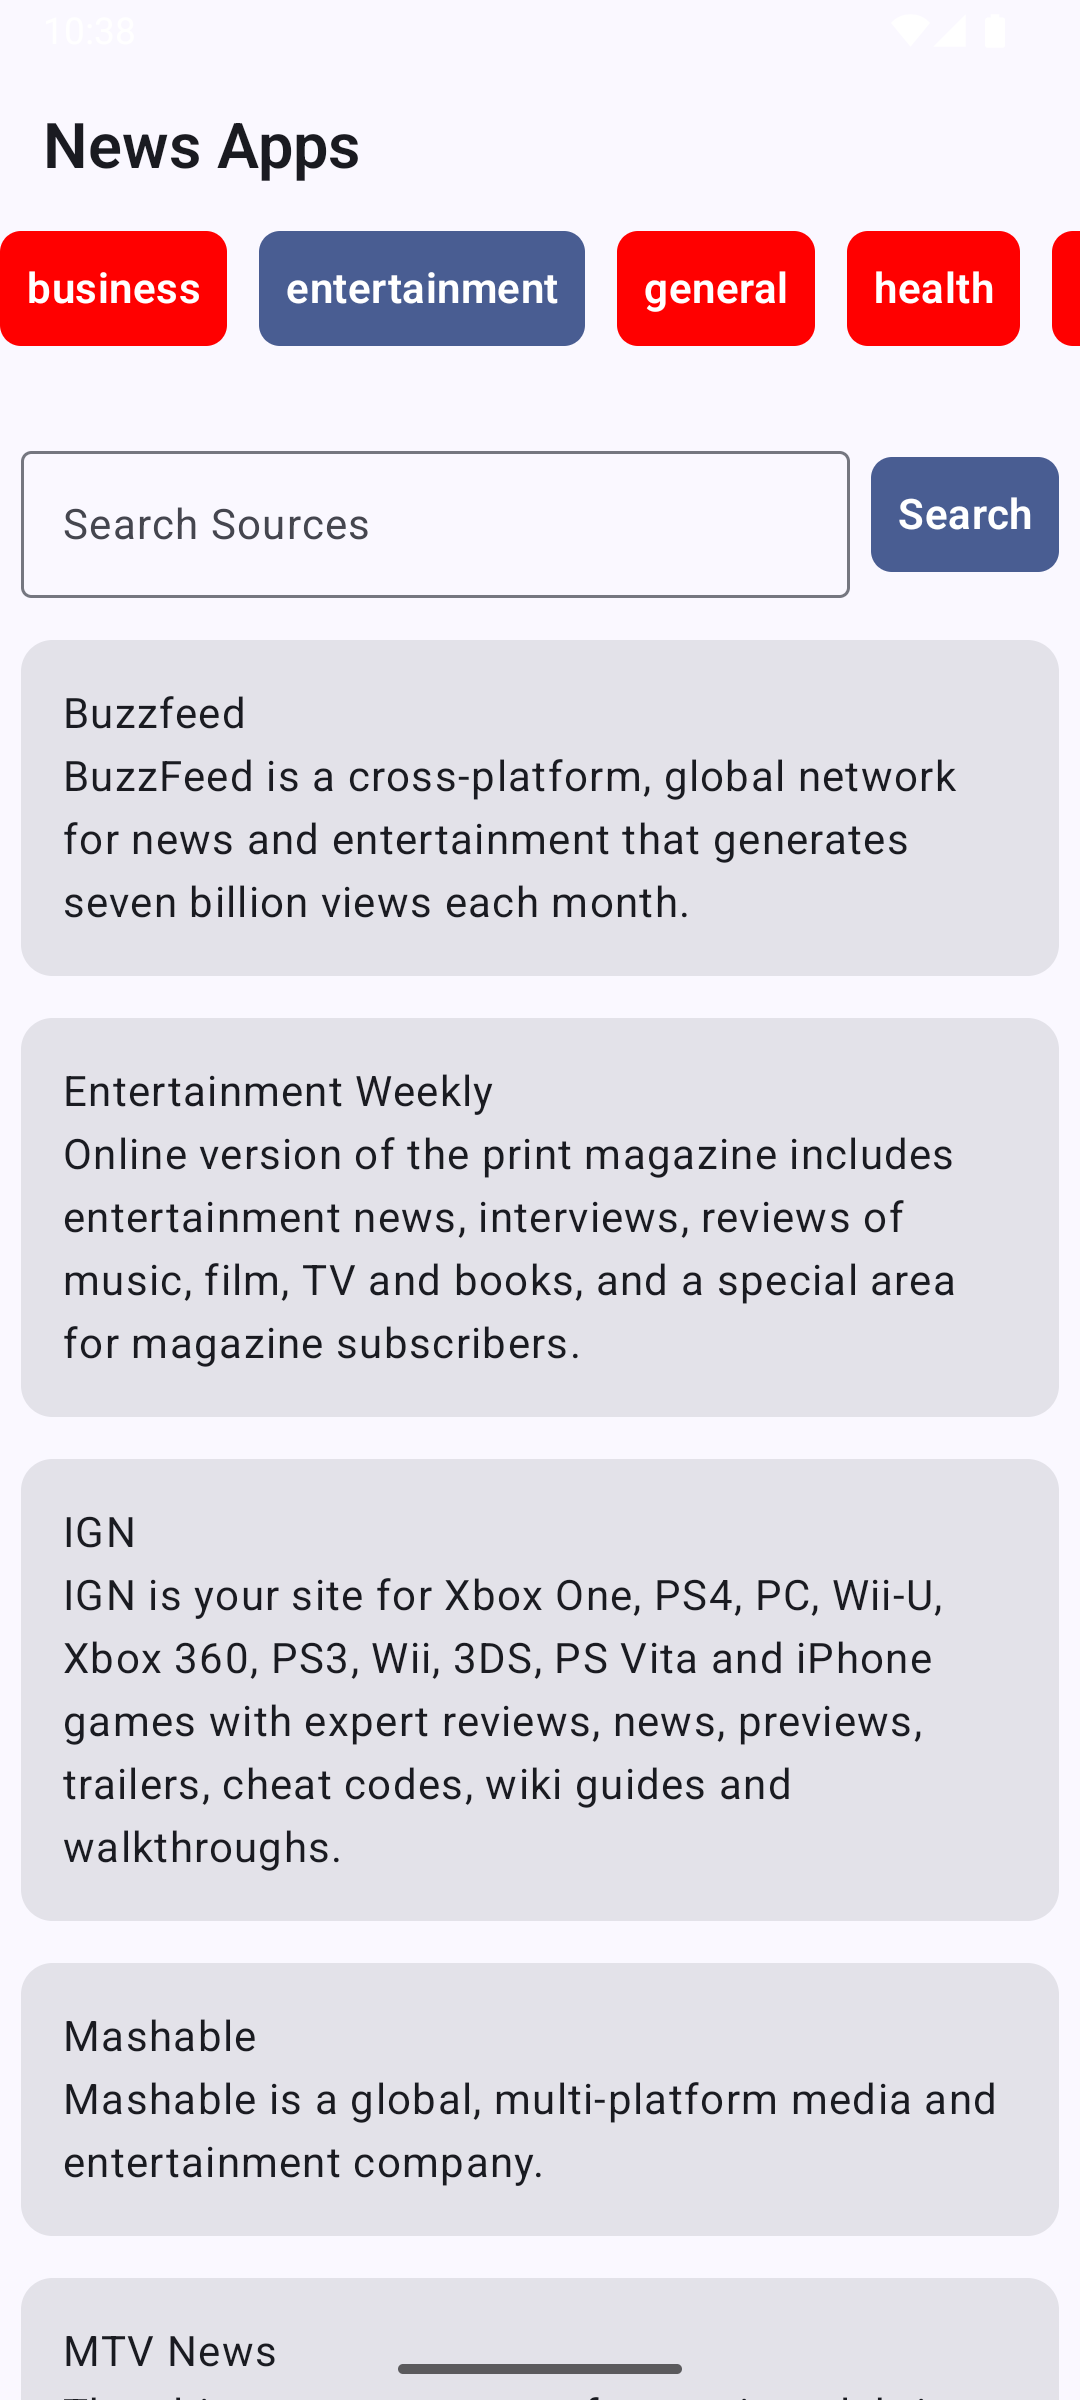 10:38
News Apps
business entertainment general health
Search Sources
Search
Buzzfeed
BuzzFeed is a cross-platform, global network
for news and entertainment that generates
seven billion views each month.
Entertainment Weekly
Online version of the print magazine includes
entertainment news, interviews, reviews of
music, film, TV and books, and a special area
for magazine subscribers.
IGN
IGN is your site for Xbox One, PS4, PC, Wii-U,
Xbox 360, PS3, Wii, 3DS, PS Vita and iPhone
games with expert reviews, news, previews,
trailers, cheat codes, wiki guides and
walkthroughs.
Mashable
Mashable is a global, multi-platform media and
entertainment company.
MTV News